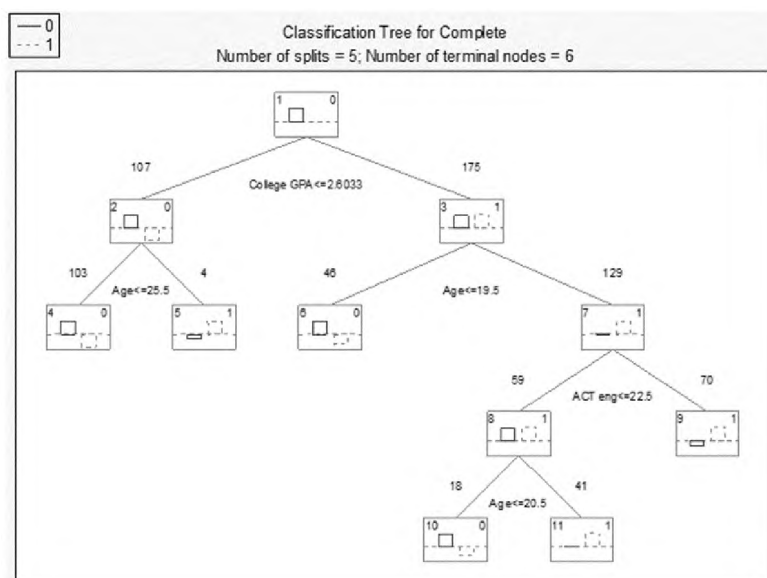 0
1
Classification Tree for Complete
Number of splits = 5; Number of terminal nodes = 6
1 0
107 175
College GPA<=2.6033
2 0 3 1
103 4 46 129
Age<=25.5 Age<=19.5
4 0 5 1 6 0 7 1
59 70
ACT eng<=22.5
8 1 9 1
18 41
Age<=20.5
10 0 11 1